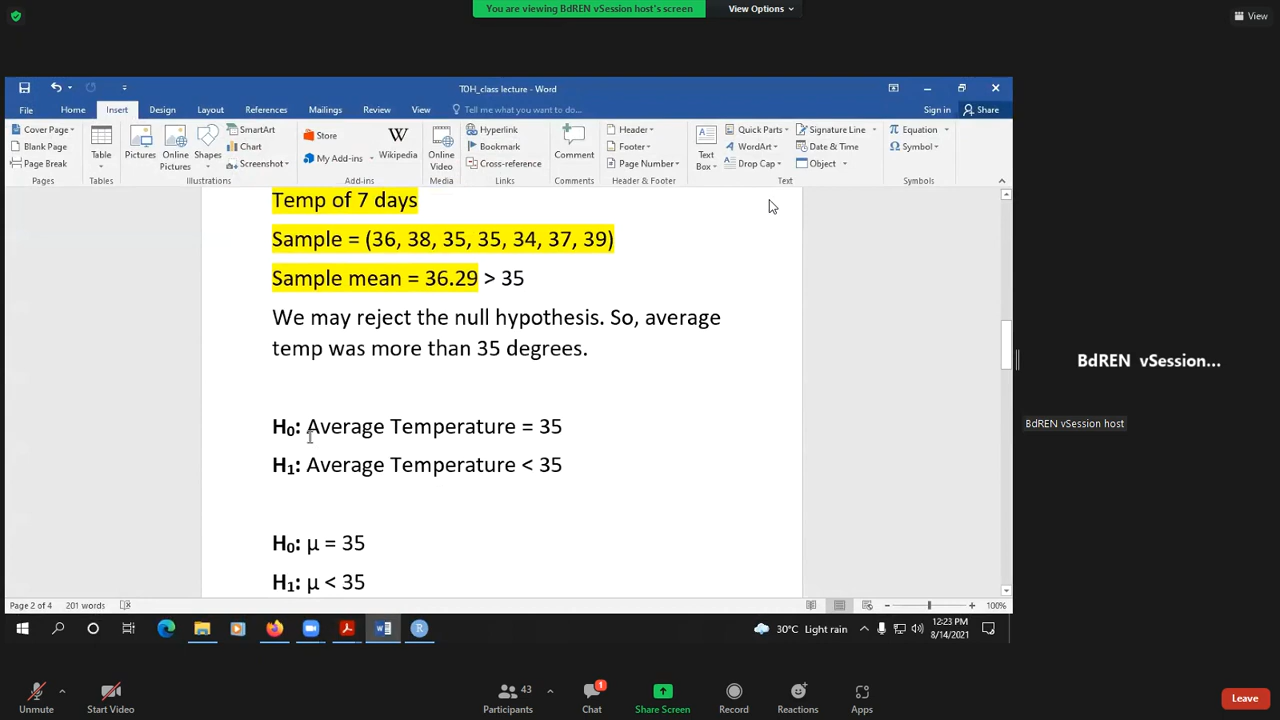 You are viewing BdREN vSession host's screen
View Options
View
TOH_class lecture - Word
File Home Insert Design Layout References Mailings Review View Tell me what you want to do... Sign in Share
Cover Page
Blank Page
Page Break
Pages
Table
Tables
Pictures
Online Pictures
Shapes
SmartArt
Chart
Screenshot
Illustrations
Store
My Add-ins
W
Wikipedia
Add-ins
Online Video
Media
Hyperlink
Bookmark
Cross-reference
Links
Comment
Comments
Header
Footer
Page Number
Header & Footer
Text Box
Quick Parts
WordArt
Drop Cap
Signature Line
Date & Time
Object
Text
Equation
Symbol
Symbols
Temp of 7 days
Sample = (36, 38, 35, 35, 34, 37, 39)
Sample mean = 36.29 > 35
We may reject the null hypothesis. So, average
temp was more than 35 degrees.
H₀: Average Temperature = 35
H₁: Average Temperature < 35
H₀: μ = 35
H₁: μ < 35
BdREN vSession...
BdREN vSession host
Page 2 of 4 201 words 100%
30°C Light rain
12:23 PM
8/14/2021
Unmute
Start Video
43
Participants
1
Chat
Share Screen
Record
Reactions
Apps
Leave